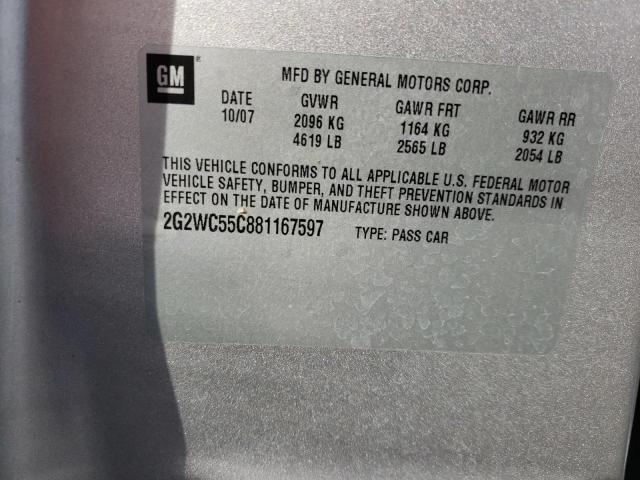 GM
MFD BY GENERAL MOTORS CORP.
DATE GVWR GAWR FRT GAWR RR
10/07 2096 KG 1164 KG 932 KG
4619 LB 2565 LB 2054 LB
THIS VEHICLE CONFORMS TO ALL APPLICABLE U.S. FEDERAL MOTOR
VEHICLE SAFETY, BUMPER, AND THEFT PREVENTION STANDARDS IN
EFFECT ON THE DATE OF MANUFACTURE SHOWN ABOVE.
2G2WC55C881167597 TYPE: PASS CAR